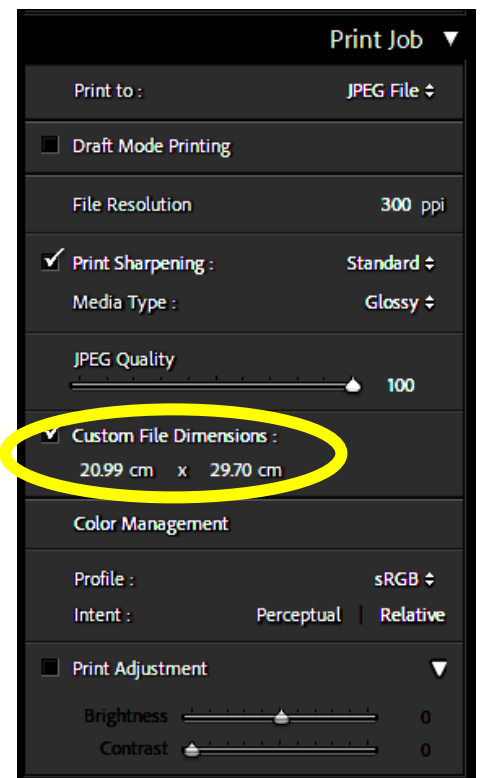 Print Job ▼
Print to : JPEG File
Draft Mode Printing
File Resolution 300 ppi
Print Sharpening : Standard
Media Type : Glossy
JPEG Quality
100
Custom File Dimensions :
20.99 cm x 29.70 cm
Color Management
Profile : sRGB
Intent : Perceptual | Relative
Print Adjustment ▼
Brightness 0
Contrast 0